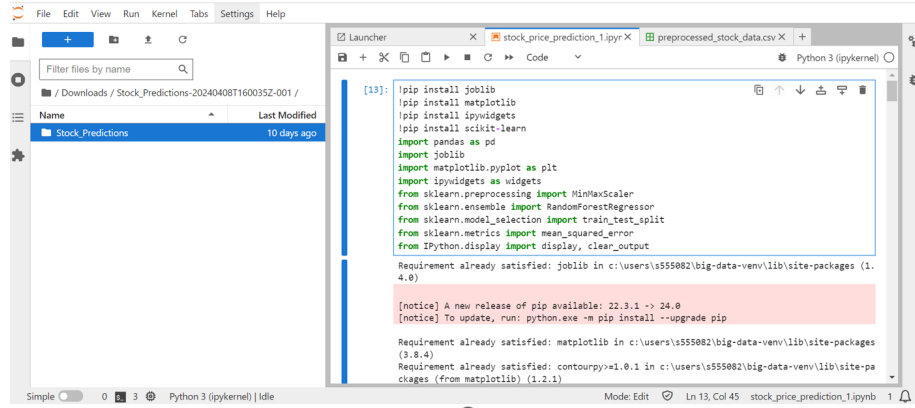 File Edit View Run Kernel Tabs Settings Help
Filter files by name
/ Downloads / Stock_Predictions-20240408T160035Z-001 /
Name Last Modified
Stock_Predictions 10 days ago
Launcher stock_price_prediction_1.ipyr preprocessed_stock_data.csv
Code Python 3 (ipykernel)
[13]: !pip install joblib
!pip install matplotlib
!pip install ipywidgets
!pip install scikit-learn
import pandas as pd
import joblib
import matplotlib.pyplot as plt
import ipywidgets as widgets
from sklearn.preprocessing import MinMaxScaler
from sklearn.ensemble import RandomForestRegressor
from sklearn.model_selection import train_test_split
from sklearn.metrics import mean_squared_error
from IPython.display import display, clear_output
Requirement already satisfied: joblib in c:\users\s555082\big-data-venv\lib\site-packages (1.
4.0)
[notice] A new release of pip available: 22.3.1 -> 24.0
[notice] To update, run: python.exe -m pip install --upgrade pip
Requirement already satisfied: matplotlib in c:\users\s555082\big-data-venv\lib\site-packages
(3.8.4)
Requirement already satisfied: contourpy>=1.0.1 in c:\users\s555082\big-data-venv\lib\site-pa
ckages (from matplotlib) (1.2.1)
Simple 0 3 Python 3 (ipykernel) | Idle Mode: Edit Ln 13, Col 45 stock_price_prediction_1.ipynb 1